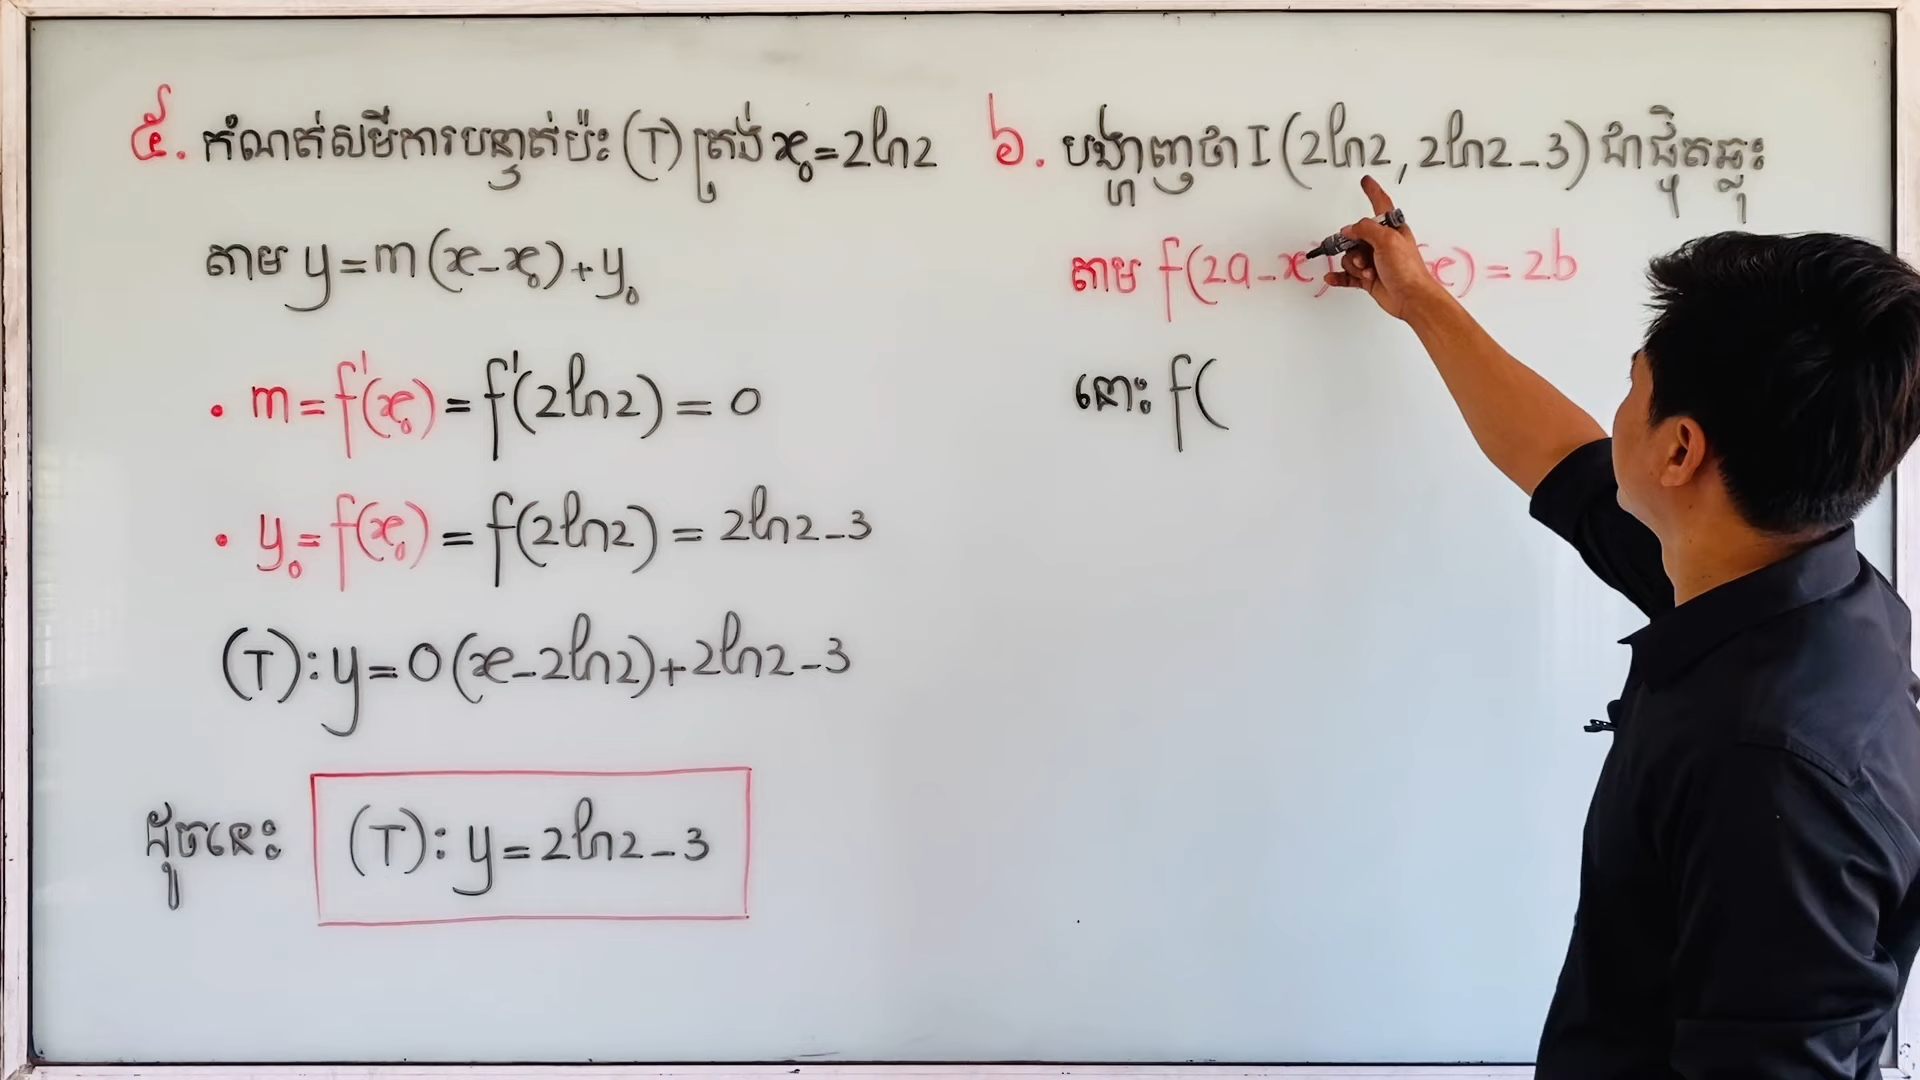 ៥. កំណត់សមីការបន្ទាត់ប៉ះ (T) ត្រង់ x₀ = 2ln2
តាម y = m(x - x₀) + y₀
• m = f'(x₀) = f'(2ln2) = 0
• y₀ = f(x₀) = f(2ln2) = 2ln2 - 3
(T): y = 0(x - 2ln2) + 2ln2 - 3
ដូចនេះ (T): y = 2ln2 - 3
៦. បង្ហាញថា I (2ln2, 2ln2 - 3) ជាផ្ចិតឆ្លុះ
តាម f(2a - x) x) = 2b
នោះ f(